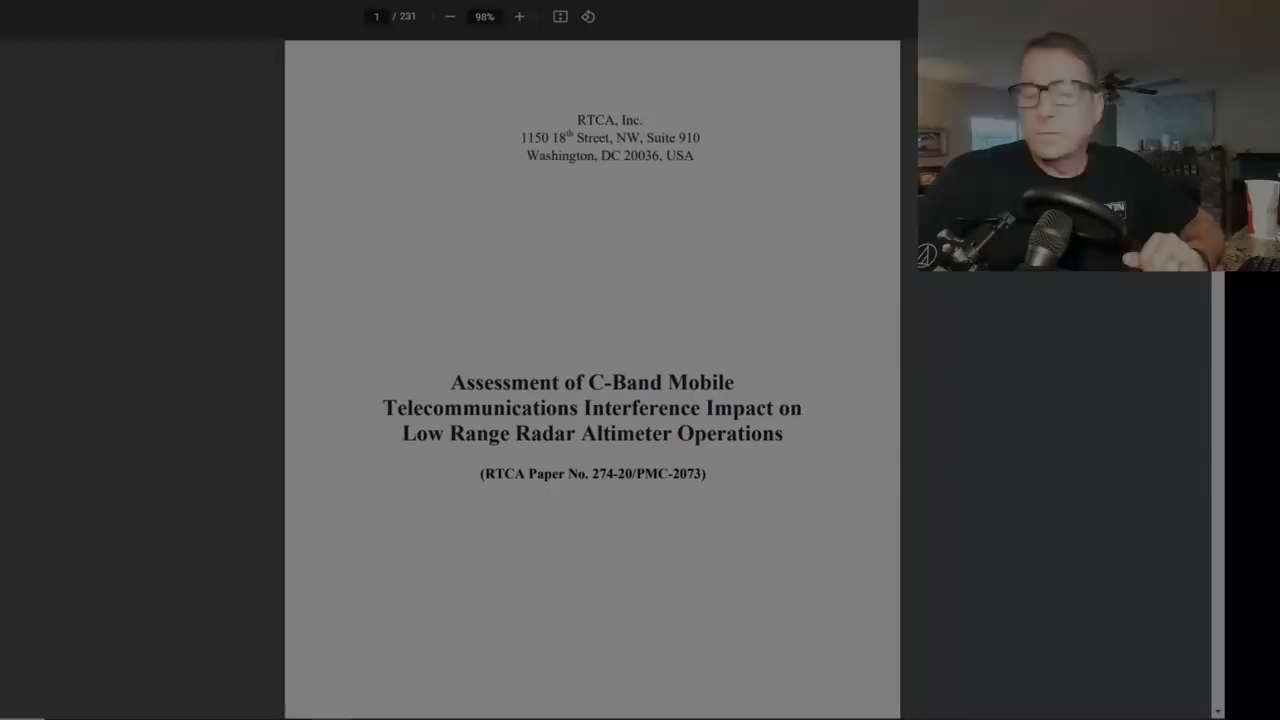 1 / 231
98%
RTCA, Inc.
1150 18th Street, NW, Suite 910
Washington, DC 20036, USA
Assessment of C-Band Mobile
Telecommunications Interference Impact on
Low Range Radar Altimeter Operations
(RTCA Paper No. 274-20/PMC-2073)